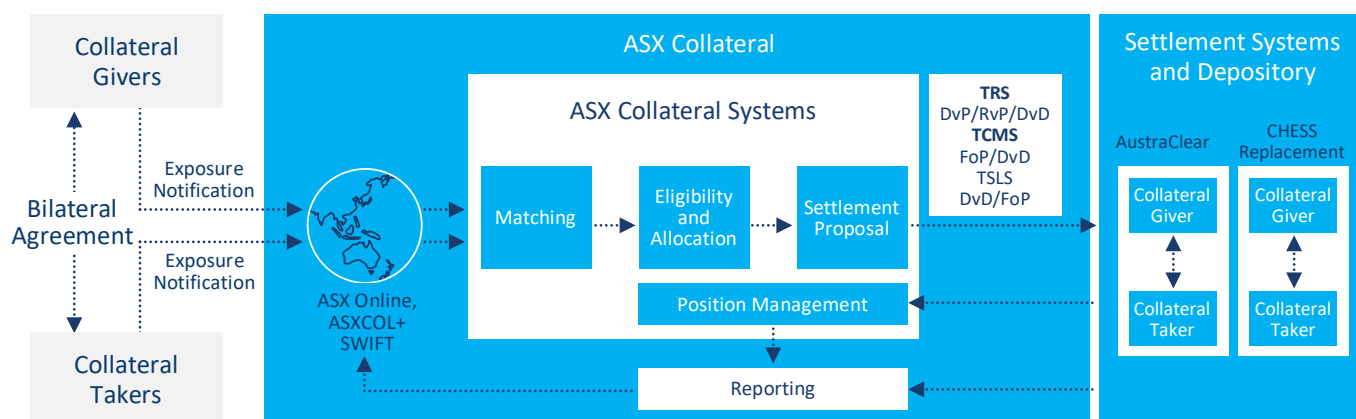 Collateral
Givers
Bilateral
Agreement
Collateral
Takers
Exposure
Notification
Exposure
Notification
ASX Collateral
ASX Online,
ASXCOL+
SWIFT
ASX Collateral Systems
Matching
Eligibility
and
Allocation
Settlement
Proposal
Position Management
Reporting
TRS
DvP/RvP/DvD
TCMS
FoP/DvD
TSLS
DvD/FoP
Settlement Systems
and Depository
AustraClear
Collateral
Giver
Collateral
Taker
CHESS
Replacement
Collateral
Giver
Collateral
Taker